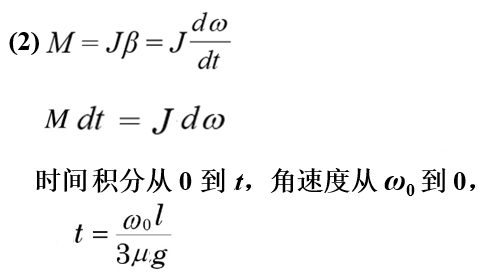 (2) M = Jβ = J dω/dt
M dt = J dω
时间积分从 0 到 t，角速度从 ω₀ 到 0，
t = ω₀l/3μg